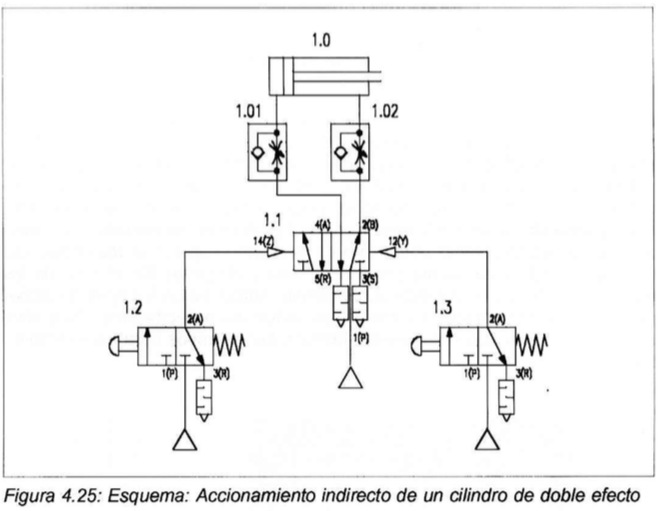 1.0
1.01
1.02
1.1
4(A)
2(B)
14(Z)
12(Y)
5(R)
3(S)
1(P)
1.2
2(A)
1(P)
3(R)
1.3
2(A)
1(P)
3(R)
Figura 4.25: Esquema: Accionamiento indirecto de un cilindro de doble efecto